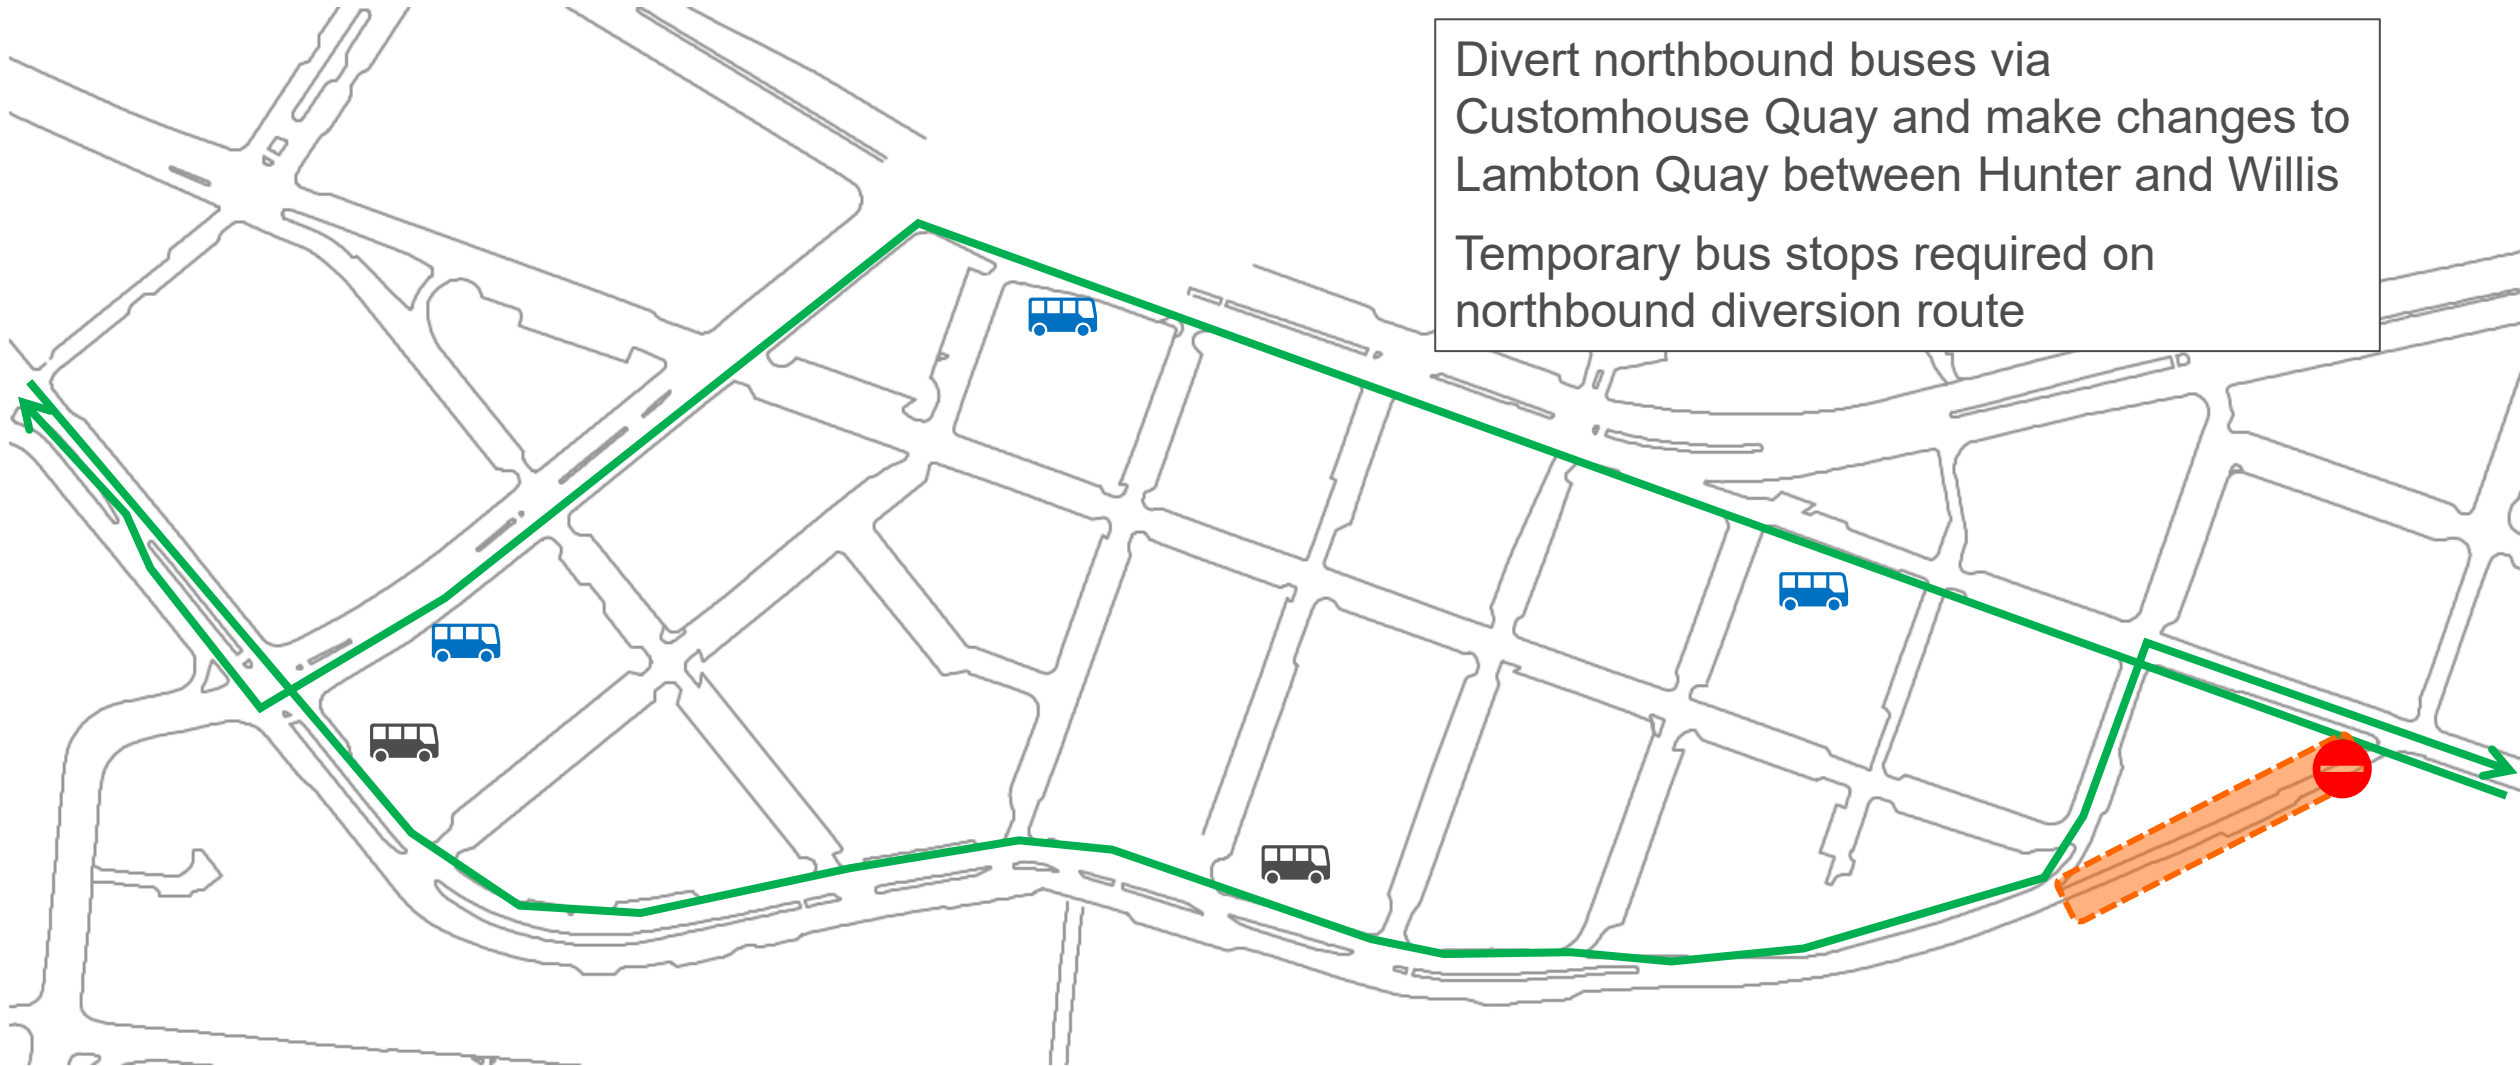 Divert northbound buses via
Customhouse Quay and make changes to
Lambton Quay between Hunter and Willis
Temporary bus stops required on
northbound diversion route